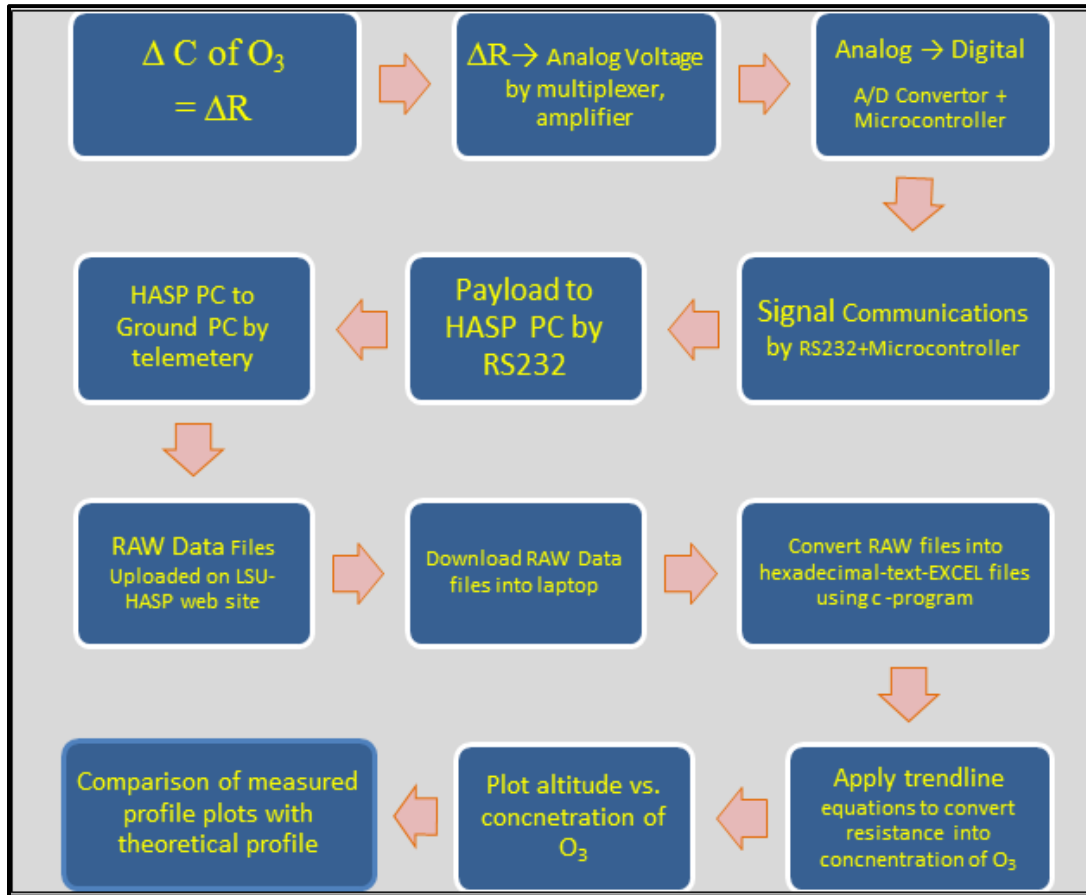 Δ C of O₃
= ΔR
ΔR→ Analog Voltage
by multiplexer,
amplifier
Analog → Digital
A/D Convertor +
Microcontroller
Signal Communications
by RS232+Microcontroller
Payload to
HASP PC by
RS232
HASP PC to
Ground PC by
telemetery
RAW Data Files
Uploaded on LSU-
HASP web site
Download RAW Data
files into laptop
Convert RAW files into
hexadecimal-text-EXCEL files
using c -program
Apply trendline
equations to convert
resistance into
concnentration of O₃
Plot altitude vs.
concnetration of
O₃
Comparison of measured
profile plots with
theoretical profile